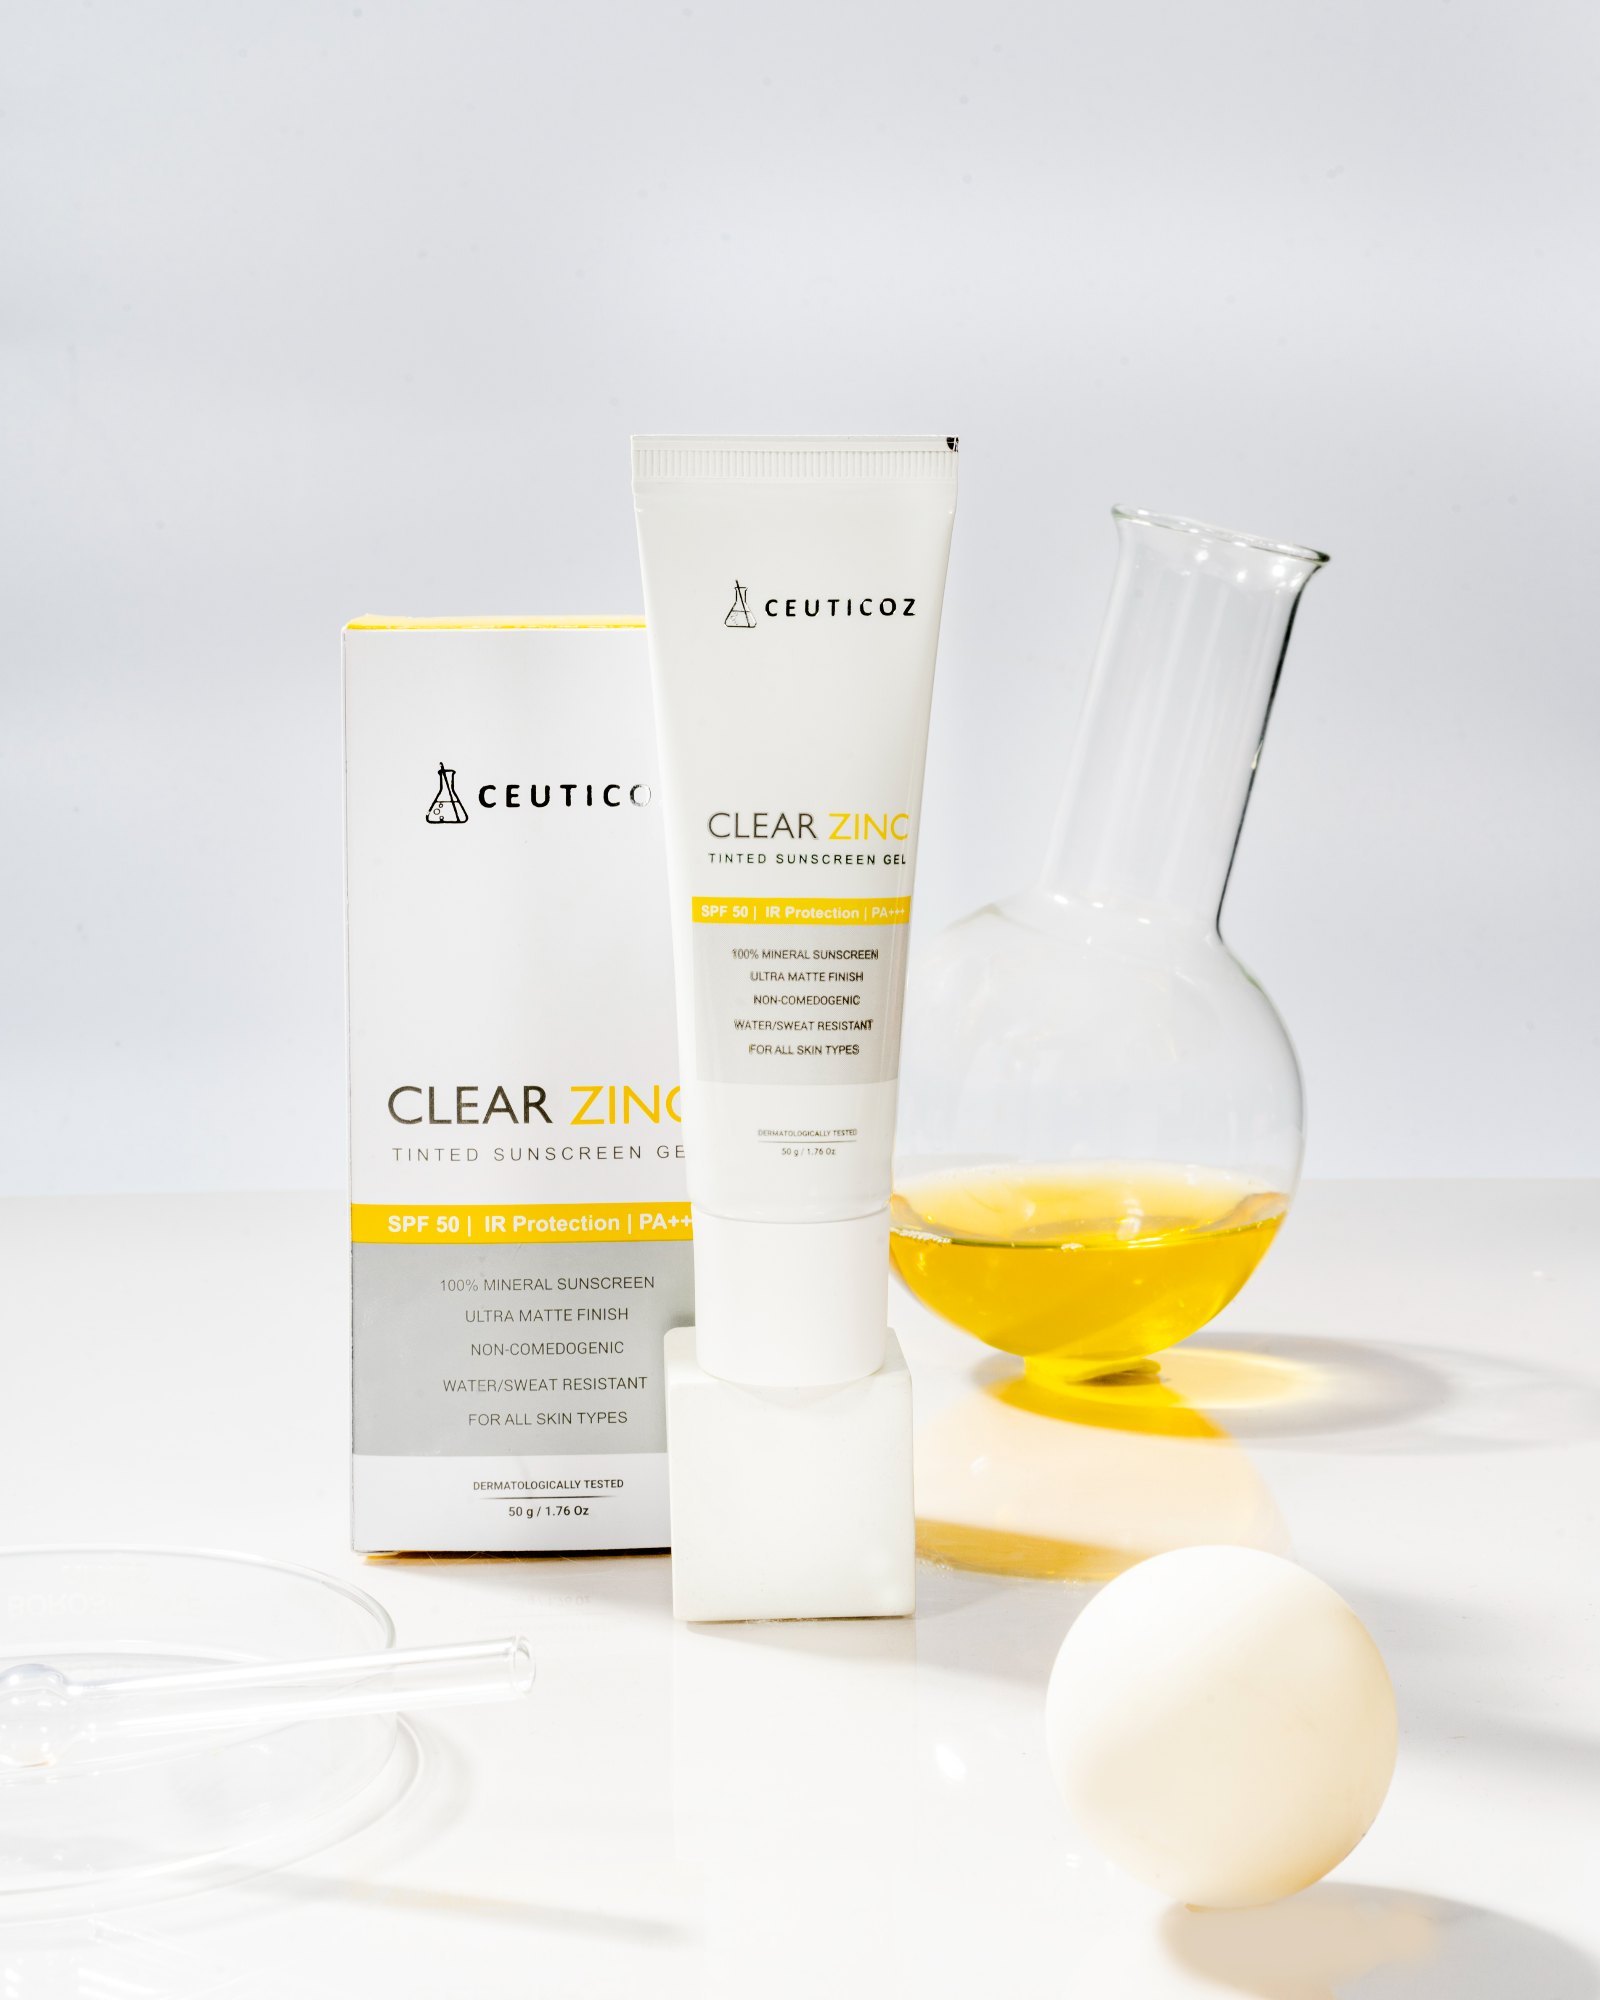 CEUTICOZ
CLEAR ZINC
TINTED SUNSCREEN GEL
SPF 50 | IR Protection | PA+++
100% MINERAL SUNSCREEN
ULTRA MATTE FINISH
NON-COMEDOGENIC
WATER/SWEAT RESISTANT
FOR ALL SKIN TYPES
DERMATOLOGICALLY TESTED
50 g / 1.76 Oz
CEUTICO
CLEAR ZINC
TINTED SUNSCREEN GE
SPF 50 | IR Protection | PA++
100% MINERAL SUNSCREEN
ULTRA MATTE FINISH
NON-COMEDOGENIC
WATER/SWEAT RESISTANT
FOR ALL SKIN TYPES
DERMATOLOGICALLY TESTED
50 g / 1.76 Oz